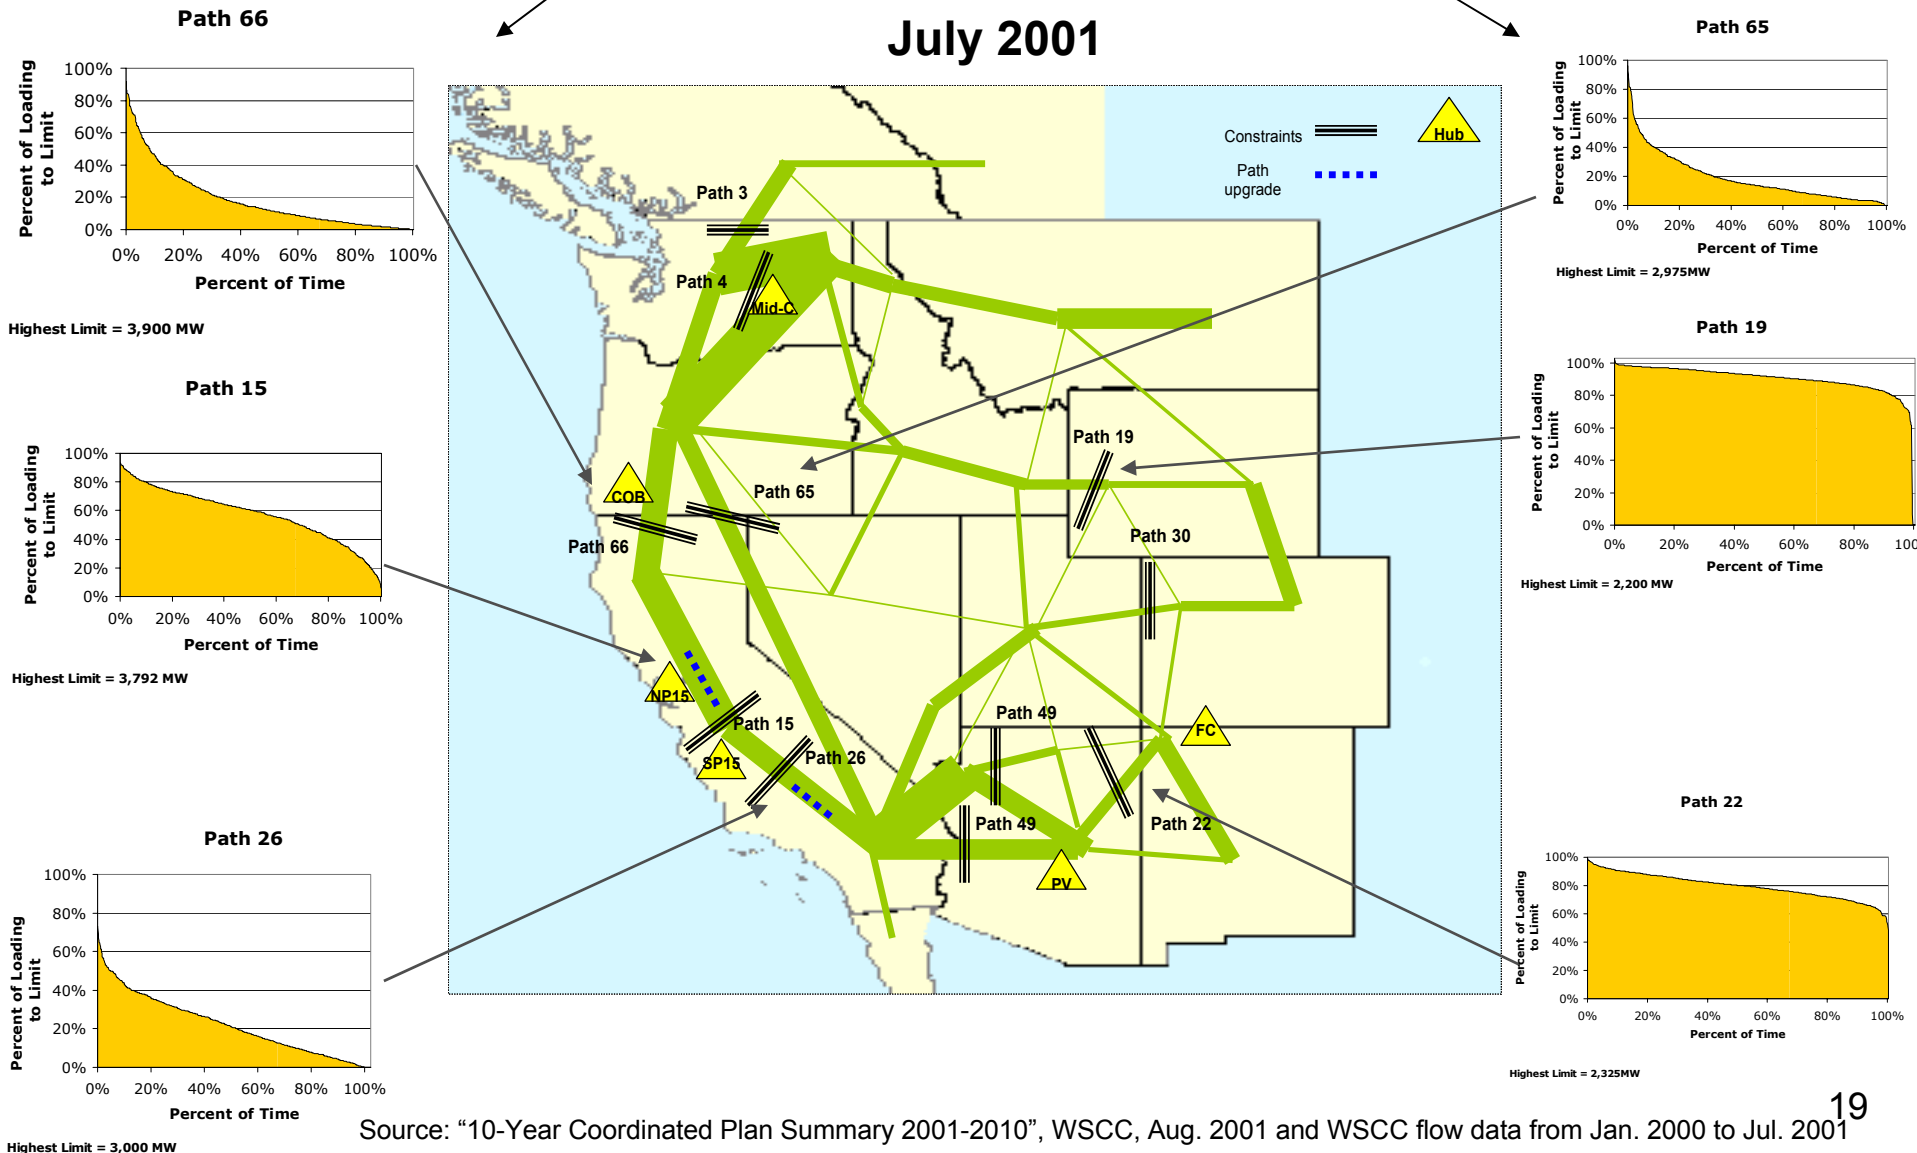 July 2001
Path 66
Percent of Loading
to Limit
100%
80%
60%
40%
20%
0%
0% 20% 40% 60% 80% 100%
Percent of Time
Highest Limit = 3,900 MW
Path 15
Percent of Loading
to Limit
100%
80%
60%
40%
20%
0%
0% 20% 40% 60% 80% 100%
Percent of Time
Highest Limit = 3,792 MW
Path 26
Percent of Loading
to Limit
100%
80%
60%
40%
20%
0%
0% 20% 40% 60% 80% 100%
Percent of Time
Highest Limit = 3,000 MW
Constraints
Hub
Path
upgrade
Path 3
Path 4
Mid-C
Path 19
COB
Path 65
Path 66
Path 30
NP15
Path 15
Path 49
FC
SP15
Path 26
Path 49
Path 22
PV
Path 65
Percent of Loading
to Limit
100%
80%
60%
40%
20%
0%
0% 20% 40% 60% 80% 100%
Percent of Time
Highest Limit = 2,975MW
Path 19
Percent of Loading
to Limit
100%
80%
60%
40%
20%
0%
0% 20% 40% 60% 80% 100
Percent of Time
Highest Limit = 2,200 MW
Path 22
Percent of Loading
to Limit
100%
80%
60%
40%
20%
0%
0% 20% 40% 60% 80% 100%
Percent of Time
Highest Limit = 2,325MW
19
Source: “10-Year Coordinated Plan Summary 2001-2010”, WSCC, Aug. 2001 and WSCC flow data from Jan. 2000 to Jul. 2001